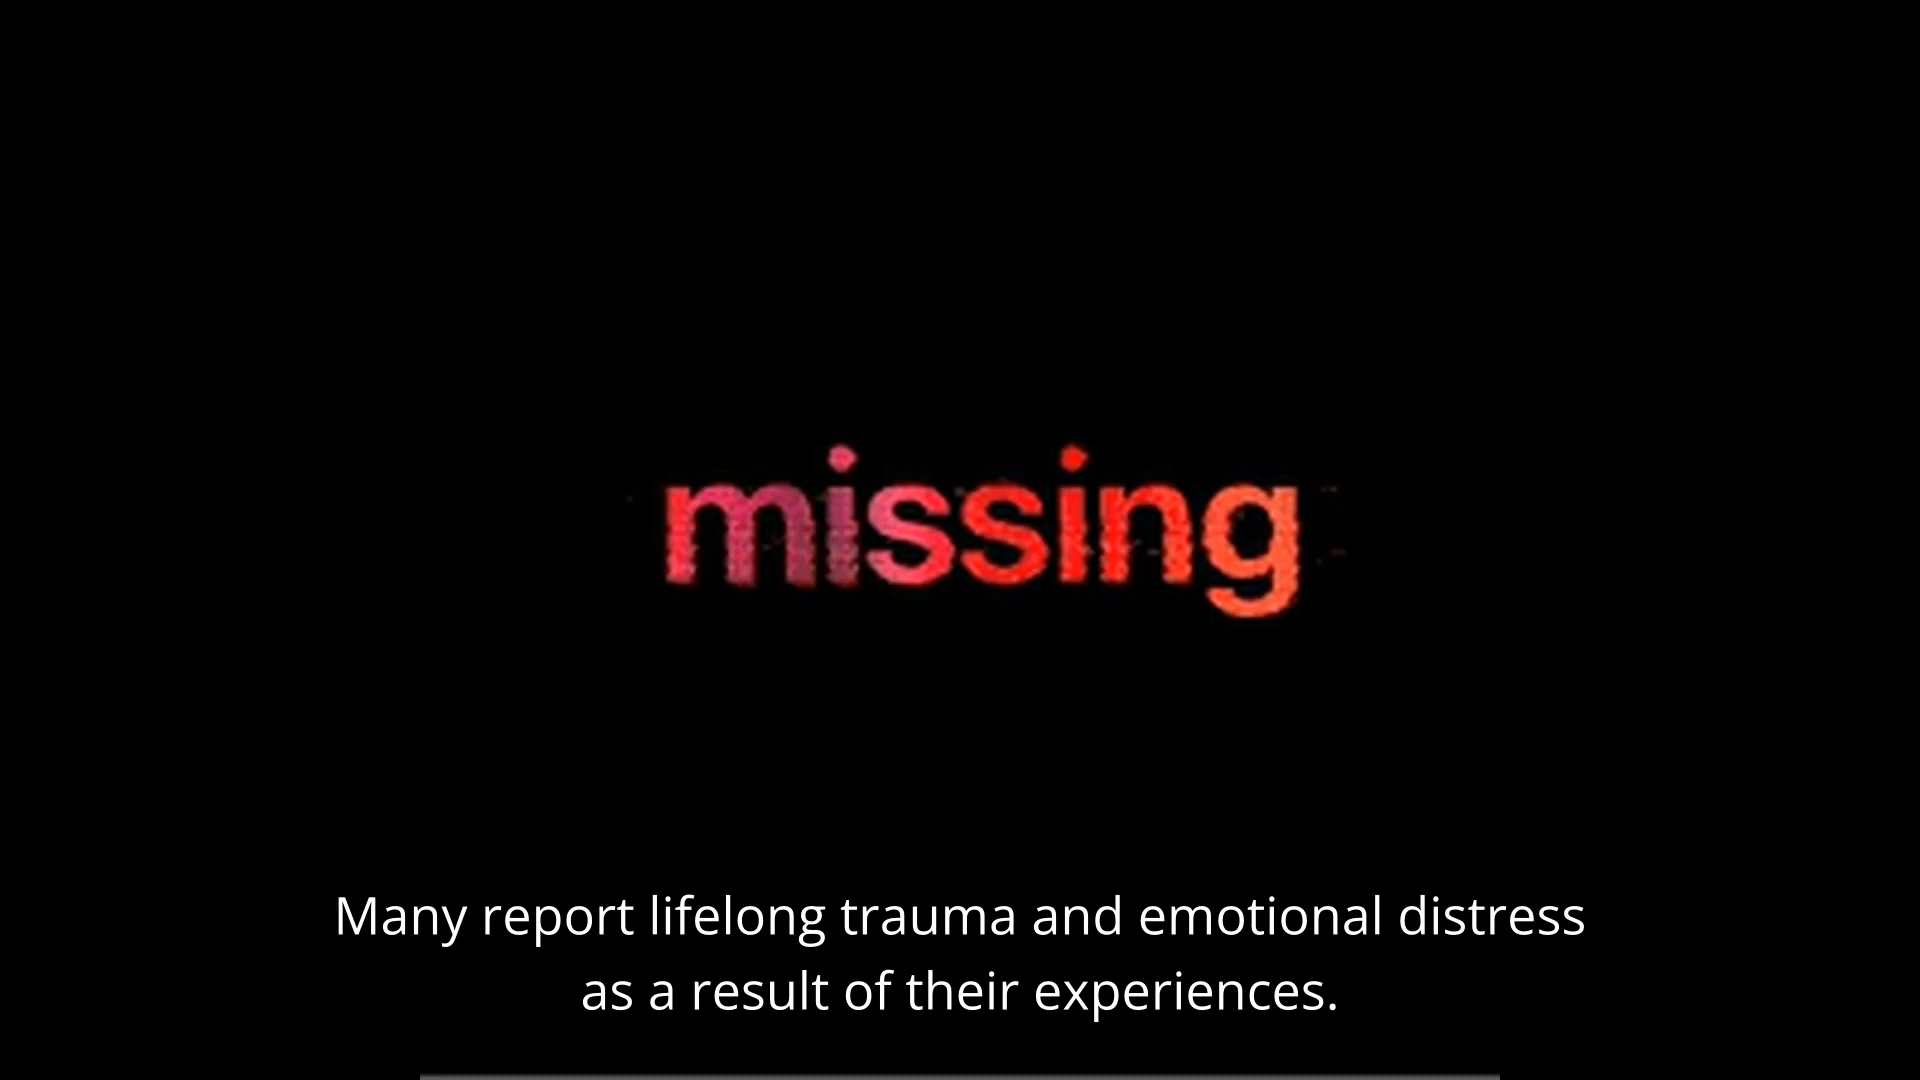 missing
Many report lifelong trauma and emotional distress
as a result of their experiences.